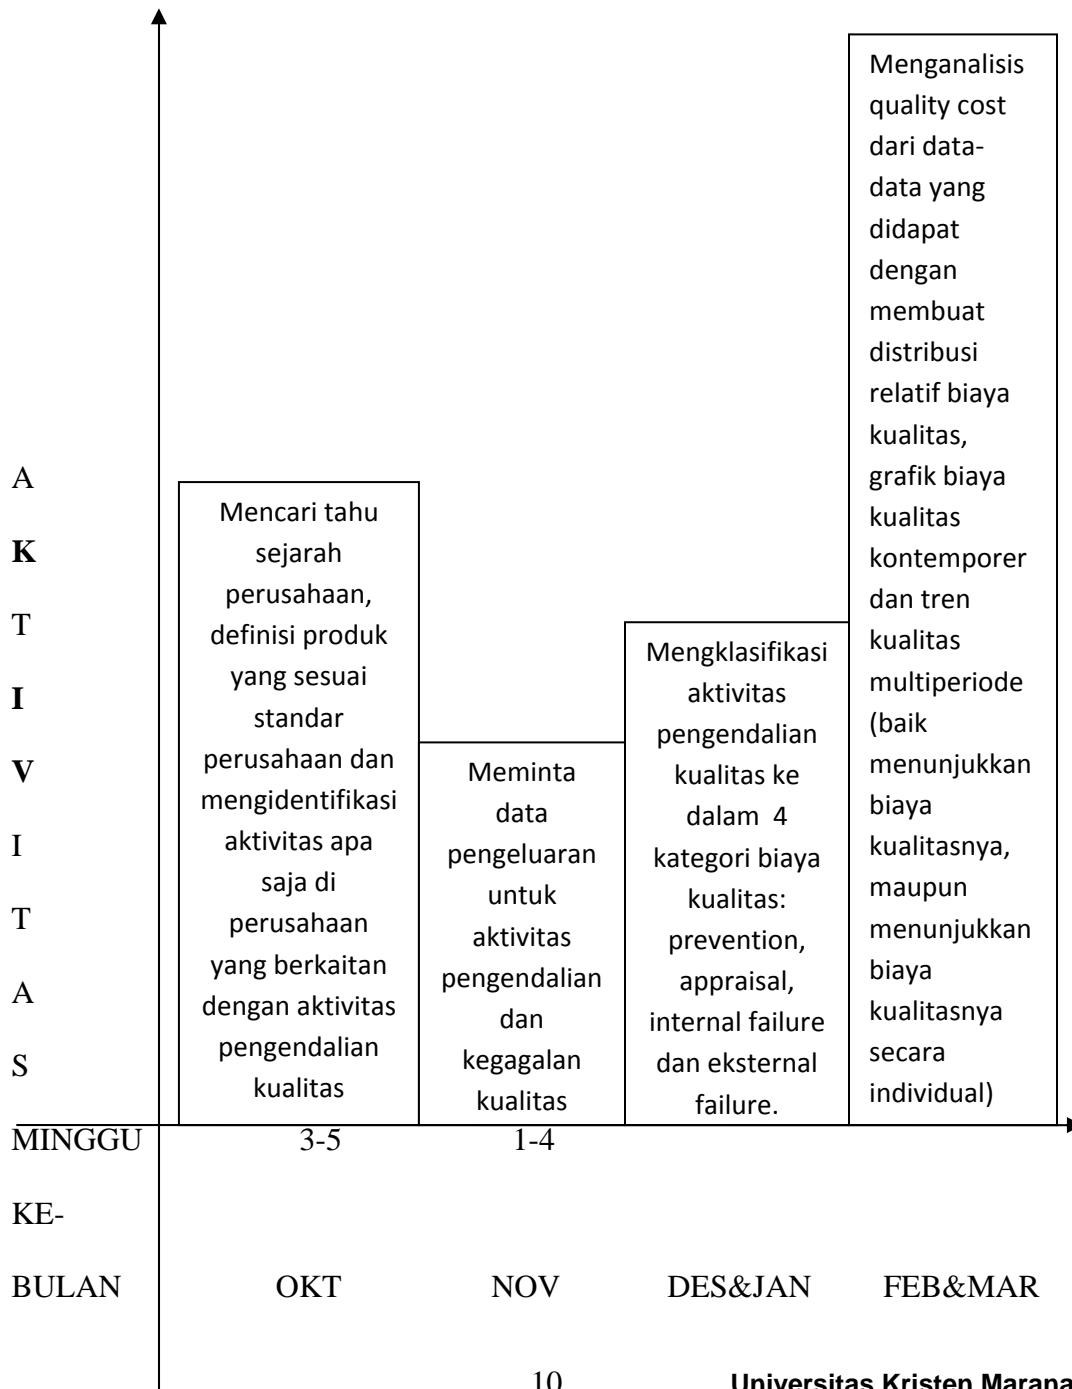 Menganalisis
quality cost
dari data-
data yang
didapat
dengan
membuat
distribusi
relatif biaya
kualitas,
grafik biaya
kualitas
kontemporer
dan tren
kualitas
multiperiode
(baik
menunjukkan
biaya
kualitasnya,
maupun
menunjukkan
biaya
kualitasnya
secara
individual)
A
K
T
I
V
I
T
A
S
Mencari tahu
sejarah
perusahaan,
definisi produk
yang sesuai
standar
perusahaan dan
mengidentifikasi
aktivitas apa
saja di
perusahaan
yang berkaitan
dengan aktivitas
pengendalian
kualitas
Meminta
data
pengeluaran
untuk
aktivitas
pengendalian
dan
kegagalan
kualitas
Mengklasifikasi
aktivitas
pengendalian
kualitas ke
dalam 4
kategori biaya
kualitas:
prevention,
appraisal,
internal failure
dan eksternal
failure.
MINGGU 3-5 1-4
KE-
BULAN OKT NOV DES&JAN FEB&MAR
10 Universitas Kristen Marana